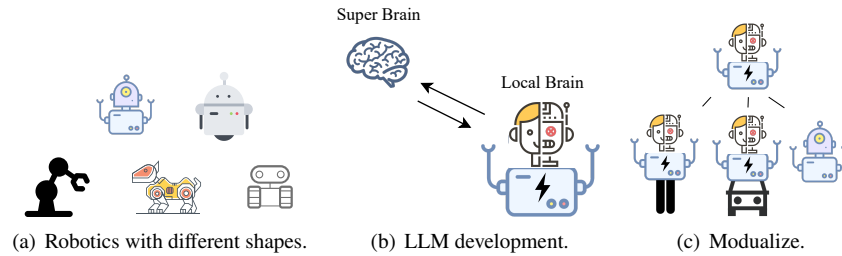 Super Brain
Local Brain
(a) Robotics with different shapes.
(b) LLM development.
(c) Modualize.